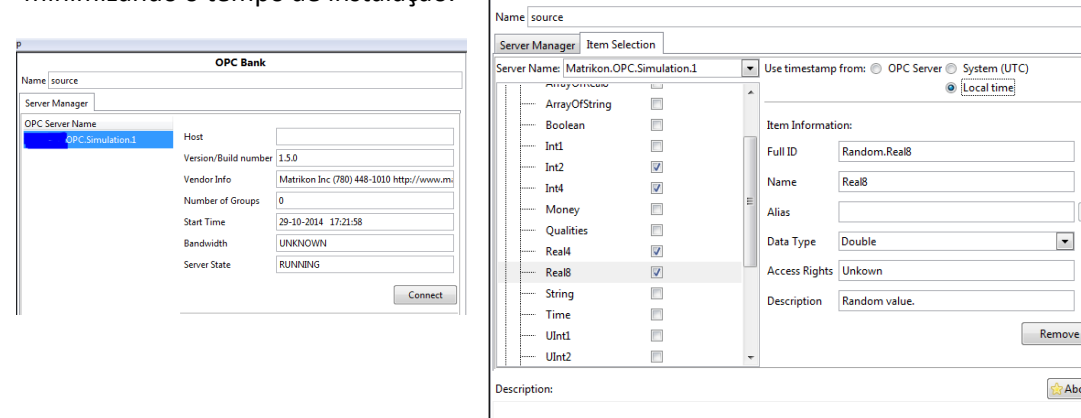 minimizando o tempo de instalação.
OPC Bank
Name source
Server Manager
OPC Server Name
OPC.Simulation.1
Host
Version/Build number 1.5.0
Vendor Info Matrikon Inc (780) 448-1010 http://www.m
Number of Groups 0
Start Time 29-10-2014 17:21:58
Bandwidth UNKNOWN
Server State RUNNING
Connect
Name source
Server Manager Item Selection
Server Name: Matrikon.OPC.Simulation.1
Use timestamp from: OPC Server System (UTC)
Local time
ArrayOfString
Boolean
Int1
Int2
Int4
Money
Qualities
Real4
Real8
String
Time
UInt1
UInt2
Item Information:
Full ID Random.Real8
Name Real8
Alias
Data Type Double
Access Rights Unkown
Description Random value.
Remove
Description:
Abo